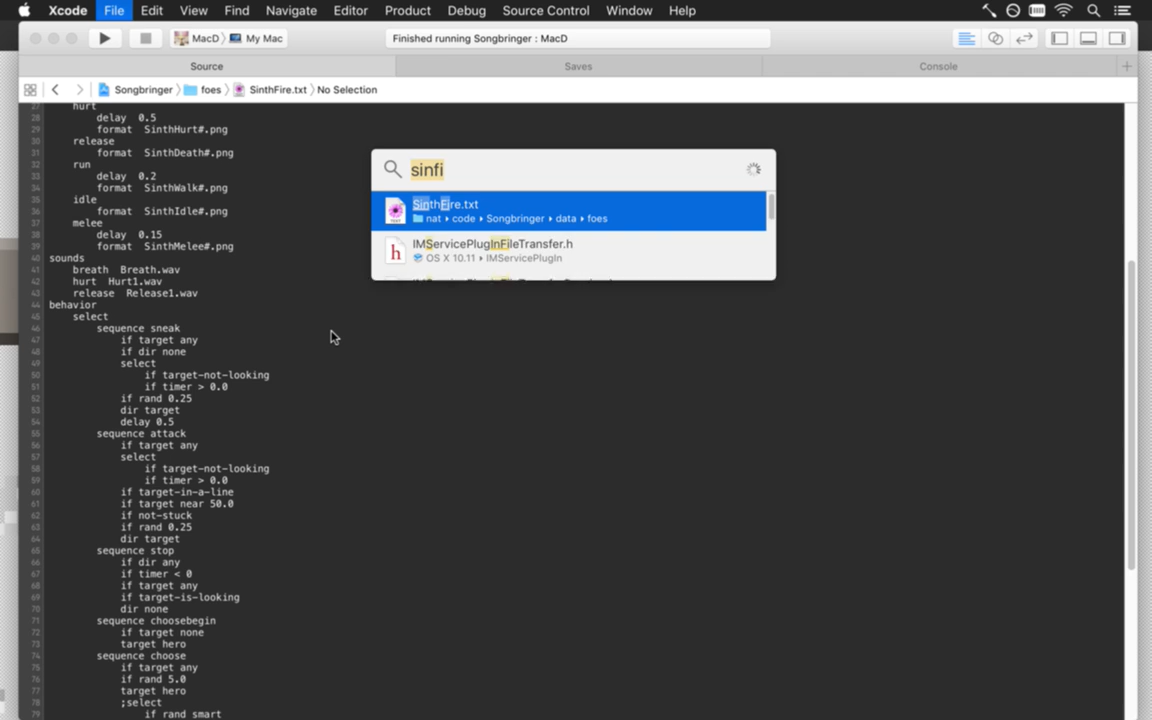 Xcode File Edit View Find Navigate Editor Product Debug Source Control Window Help
MacD My Mac Finished running Songbringer : MacD
Source Saves Console
Songbringer foes SinthFire.txt No Selection
27 hurt
28 delay 0.5
29 format SinthHurt#.png
30 release
31 format SinthDeath#.png
32 run
33 delay 0.2
34 format SinthWalk#.png
35 idle
36 format SinthIdle#.png
37 melee
38 delay 0.15
39 format SinthMelee#.png
40 sounds
41 breath Breath.wav
42 hurt Hurt1.wav
43 release Release1.wav
44 behavior
45 select
46 sequence sneak
47 if target any
48 if dir none
49 select
50 if target-not-looking
51 if timer > 0.0
52 if rand 0.25
53 dir target
54 delay 0.5
55 sequence attack
56 if target any
57 select
58 if target-not-looking
59 if timer > 0.0
60 if target-in-a-line
61 if target near 50.0
62 if not-stuck
63 if rand 0.25
64 dir target
65 sequence stop
66 if dir any
67 if timer < 0
68 if target any
69 if target-is-looking
70 dir none
71 sequence choosebegin
72 if target none
73 target hero
74 sequence choose
75 if target any
76 if rand 5.0
77 target hero
78 ;select
79 if rand smart
sinfi
SinthFire.txt
nat code Songbringer data foes
h IMServicePlugInFileTransfer.h
OS X 10.11 IMServicePlugIn